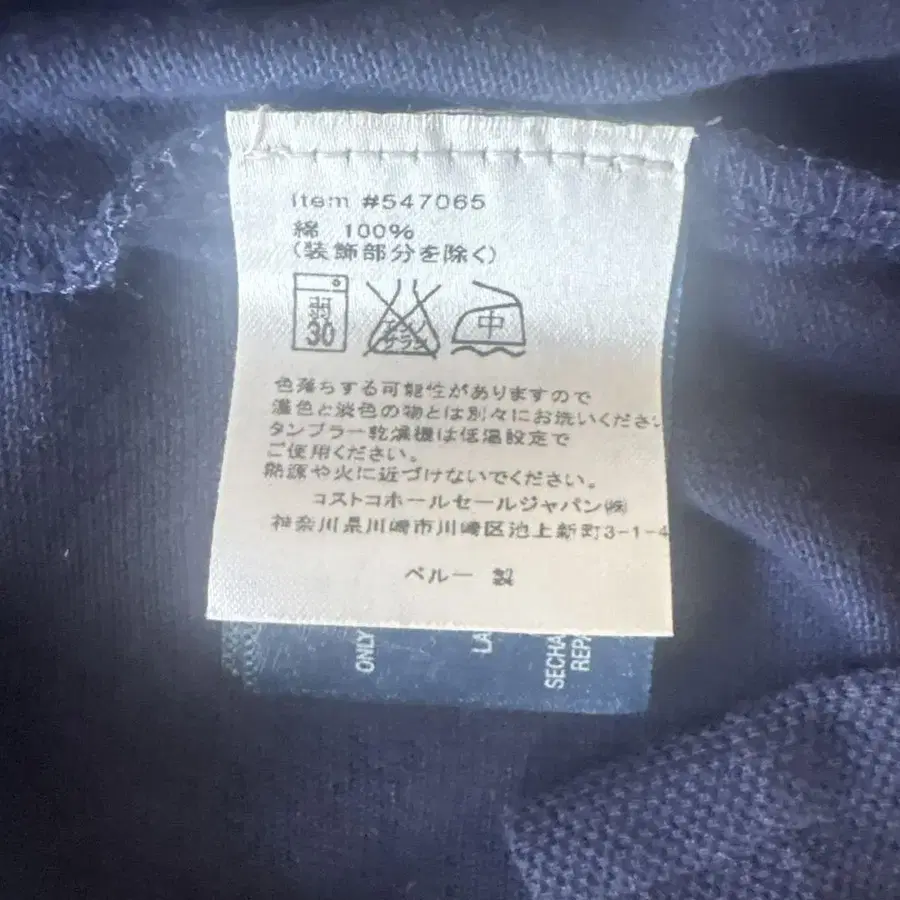 Item #547065
綿 100%
(装飾部分を除く)
弱
30
エンソ
サラシ
中
色落ちする可能性がありますので
濃色と淡色の物とは別々にお洗いください
タンブラー乾燥機は低温設定で
ご使用ください。
熱源や火に近づけないでください。
コストコホールセールジャパン㈱
神奈川県川崎市川崎区池上新町3-1-4
ペルー 製
ONLY
LA
SECHA
REPA